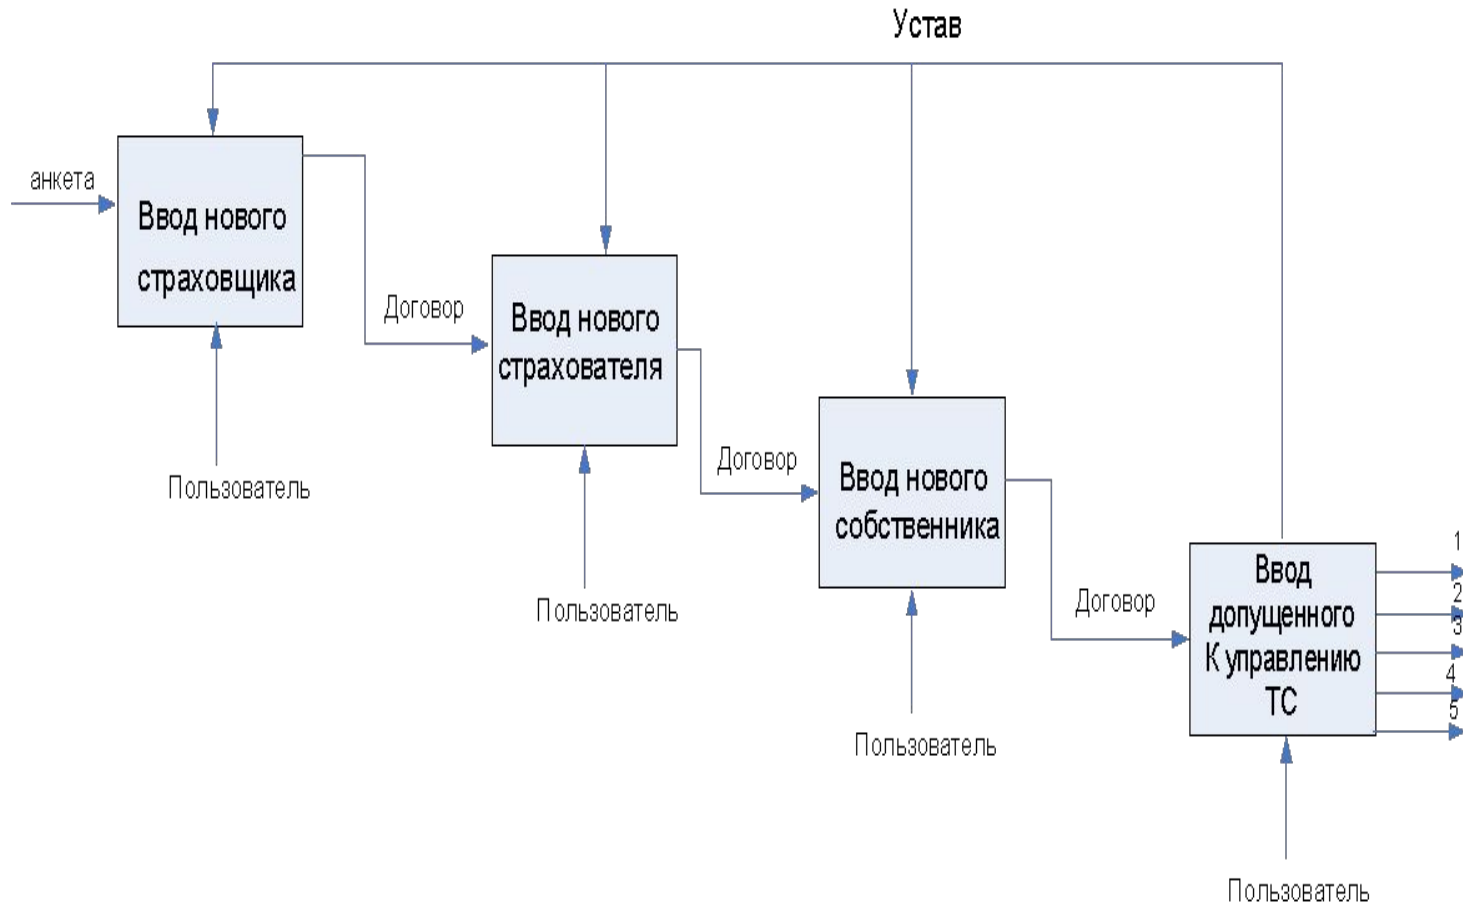 Устав
анкета
Ввод нового
страховщика
Договор
Ввод нового
страхователя
Пользователь
Договор
Ввод нового
собственника
Пользователь
Договор
Ввод
допущенного
К управлению
ТС
1
2
3
4
5
Пользователь
Пользователь